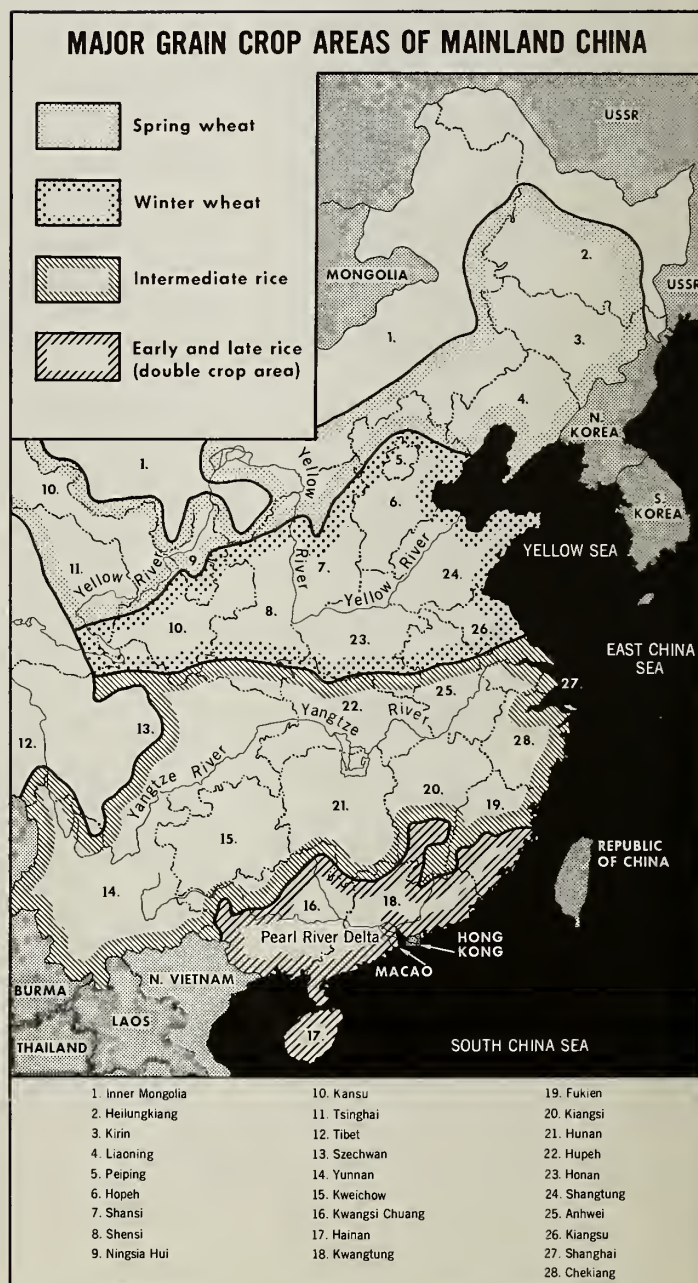 MAJOR GRAIN CROP AREAS OF MAINLAND CHINA
Spring wheat
Winter wheat
Intermediate rice
Early and late rice
(double crop area)
USSR
MONGOLIA
USSR
2.
1.
3.
4.
N.
KOREA
S.
KOREA
1.
10.
5.
6.
Yellow
River
YELLOW SEA
11.
Yellow
River
9
7.
Yellow River
24.
10.
8.
23.
26.
EAST CHINA
SEA
27.
25.
22.
Yangtze
River
13.
12.
28.
Yangtze River
20.
21.
19.
15.
REPUBLIC
OF CHINA
14.
16.
18.
Pearl River Delta
HONG
KONG
MACAO
N. VIETNAM
BURMA
LAOS
THAILAND
17.
SOUTH CHINA SEA
1. Inner Mongolia
2. Heilungkiang
3. Kirin
4. Liaoning
5. Peiping
6. Hopeh
7. Shansi
8. Shensi
9. Ningsia Hui
10. Kansu
11. Tsinghai
12. Tibet
13. Szechwan
14. Yunnan
15. Kweichow
16. Kwangsi Chuang
17. Hainan
18. Kwangtung
19. Fukien
20. Kiangsi
21. Hunan
22. Hupeh
23. Honan
24. Shangtung
25. Anhwei
26. Kiangsu
27. Shanghai
28. Chekiang